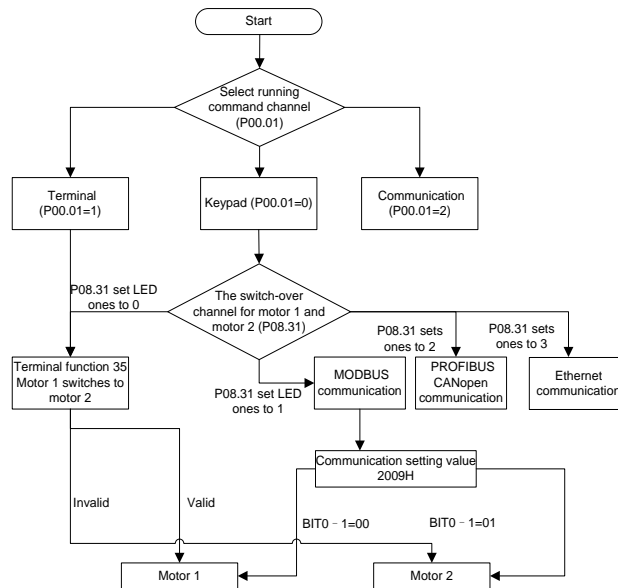 Start
Select running
command channel
(P00.01)
Terminal
(P00.01=1)
Keypad (P00.01=0)
Communication
(P00.01=2)
P08.31 set LED
ones to 0
The switch-over
channel for motor 1 and
motor 2 (P08.31)
P08.31 sets
ones to 2
P08.31 sets
ones to 3
Terminal function 35
Motor 1 switches to
motor 2
P08.31 set LED
ones to 1
MODBUS
communication
PROFIBUS
CANopen
communication
Ethernet
communication
Communication setting value
2009H
Invalid
Valid
BIT0﹣1=00
BIT0﹣1=01
Motor 1
Motor 2